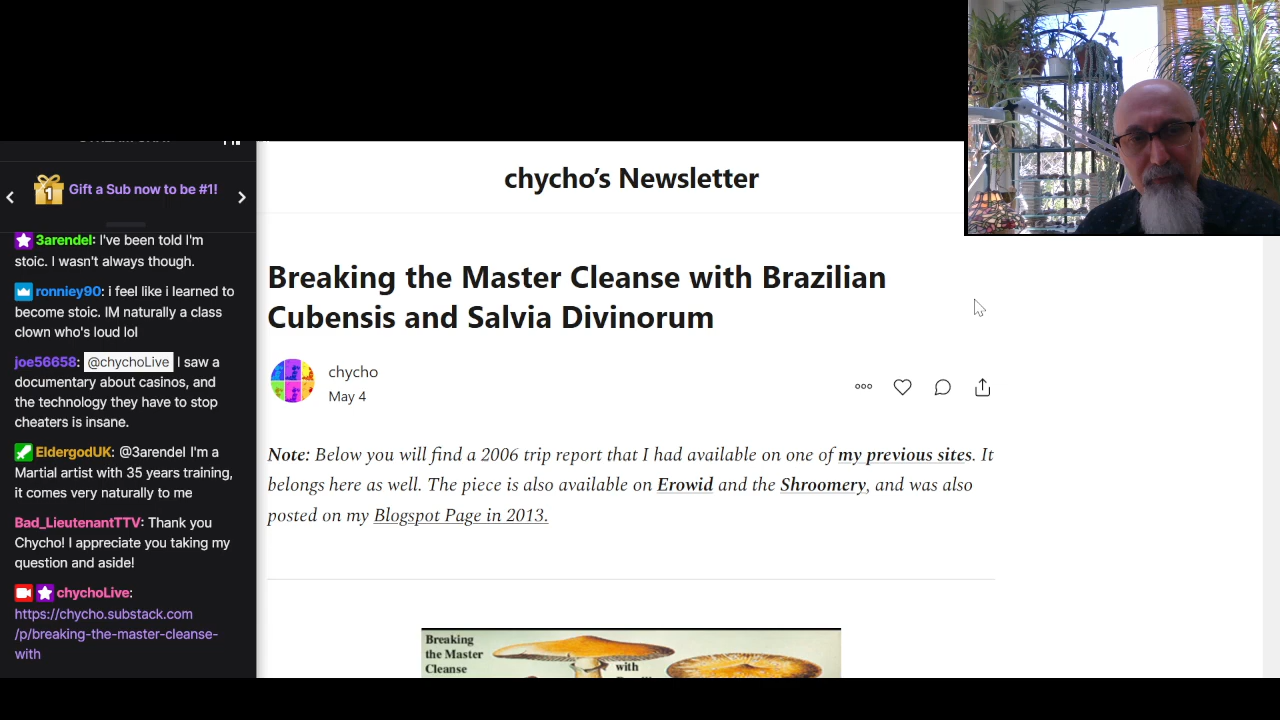 Gift a Sub now to be #1!
1
3arendel: I've been told I'm
stoic. I wasn't always though.
ronniey90: i feel like i learned to
become stoic. IM naturally a class
clown who's loud lol
joe56658: @chychoLive I saw a
documentary about casinos, and
the technology they have to stop
cheaters is insane.
EldergodUK: @3arendel I'm a
Martial artist with 35 years training,
it comes very naturally to me
Bad_LieutenantTTV: Thank you
Chycho! I appreciate you taking my
question and aside!
chychoLive:
https://chycho.substack.com
/p/breaking-the-master-cleanse-
with
chycho's Newsletter
Breaking the Master Cleanse with Brazilian
Cubensis and Salvia Divinorum
chycho
May 4
Note: Below you will find a 2006 trip report that I had available on one of my previous sites. It
belongs here as well. The piece is also available on Erowid and the Shroomery, and was also
posted on my Blogspot Page in 2013.
Breaking
the Master
Cleanse
with